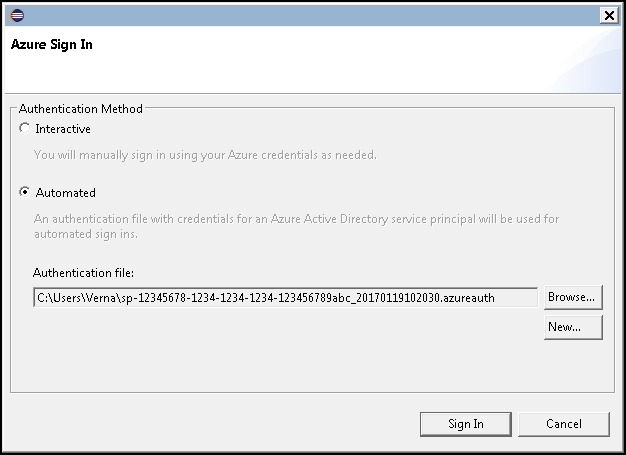 Azure Sign In
Authentication Method
Interactive
You will manually sign in using your Azure credentials as needed.
Automated
An authentication file with credentials for an Azure Active Directory service principal will be used for
automated sign ins.
Authentication file:
C:\Users\Verna\sp-12345678-1234-1234-1234-123456789abc_20170119102030.azureauth
Browse...
New...
Sign In
Cancel